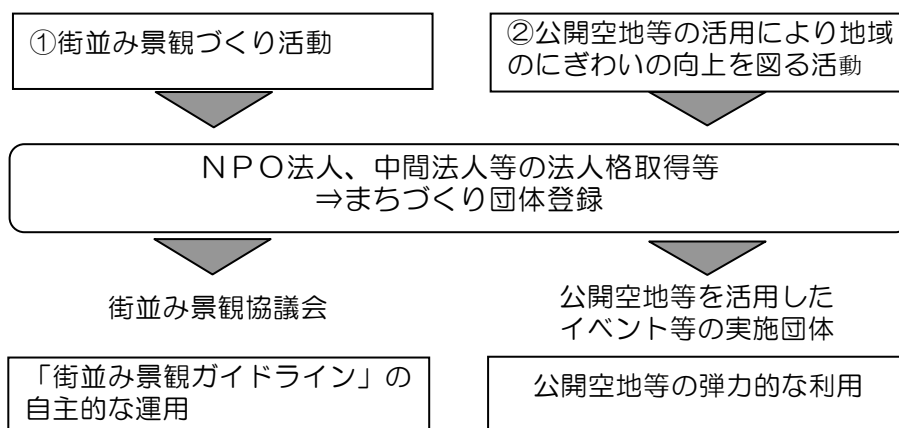 ①街並み景観づくり活動
②公開空地等の活用により地域
のにぎわいの向上を図る活動
ＮＰＯ法人、中間法人等の法人格取得等
⇒まちづくり団体登録
街並み景観協議会
公開空地等を活用した
イベント等の実施団体
「街並み景観ガイドライン」の
自主的な運用
公開空地等の弾力的な利用